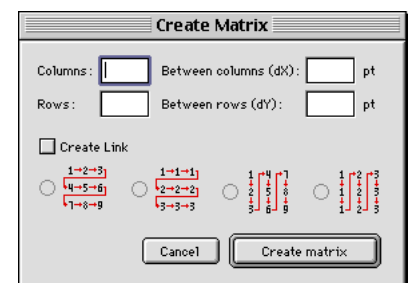 Create Matrix
Columns: Between columns (dX): pt
Rows: Between rows (dY): pt
Create Link
1→2→3 1→1→1 1 4 7 1 2 3
4→5→6 2→2→2 2 5 8 1 2 3
7→8→9 3→3→3 3 6 9 1 2 3
Cancel Create matrix